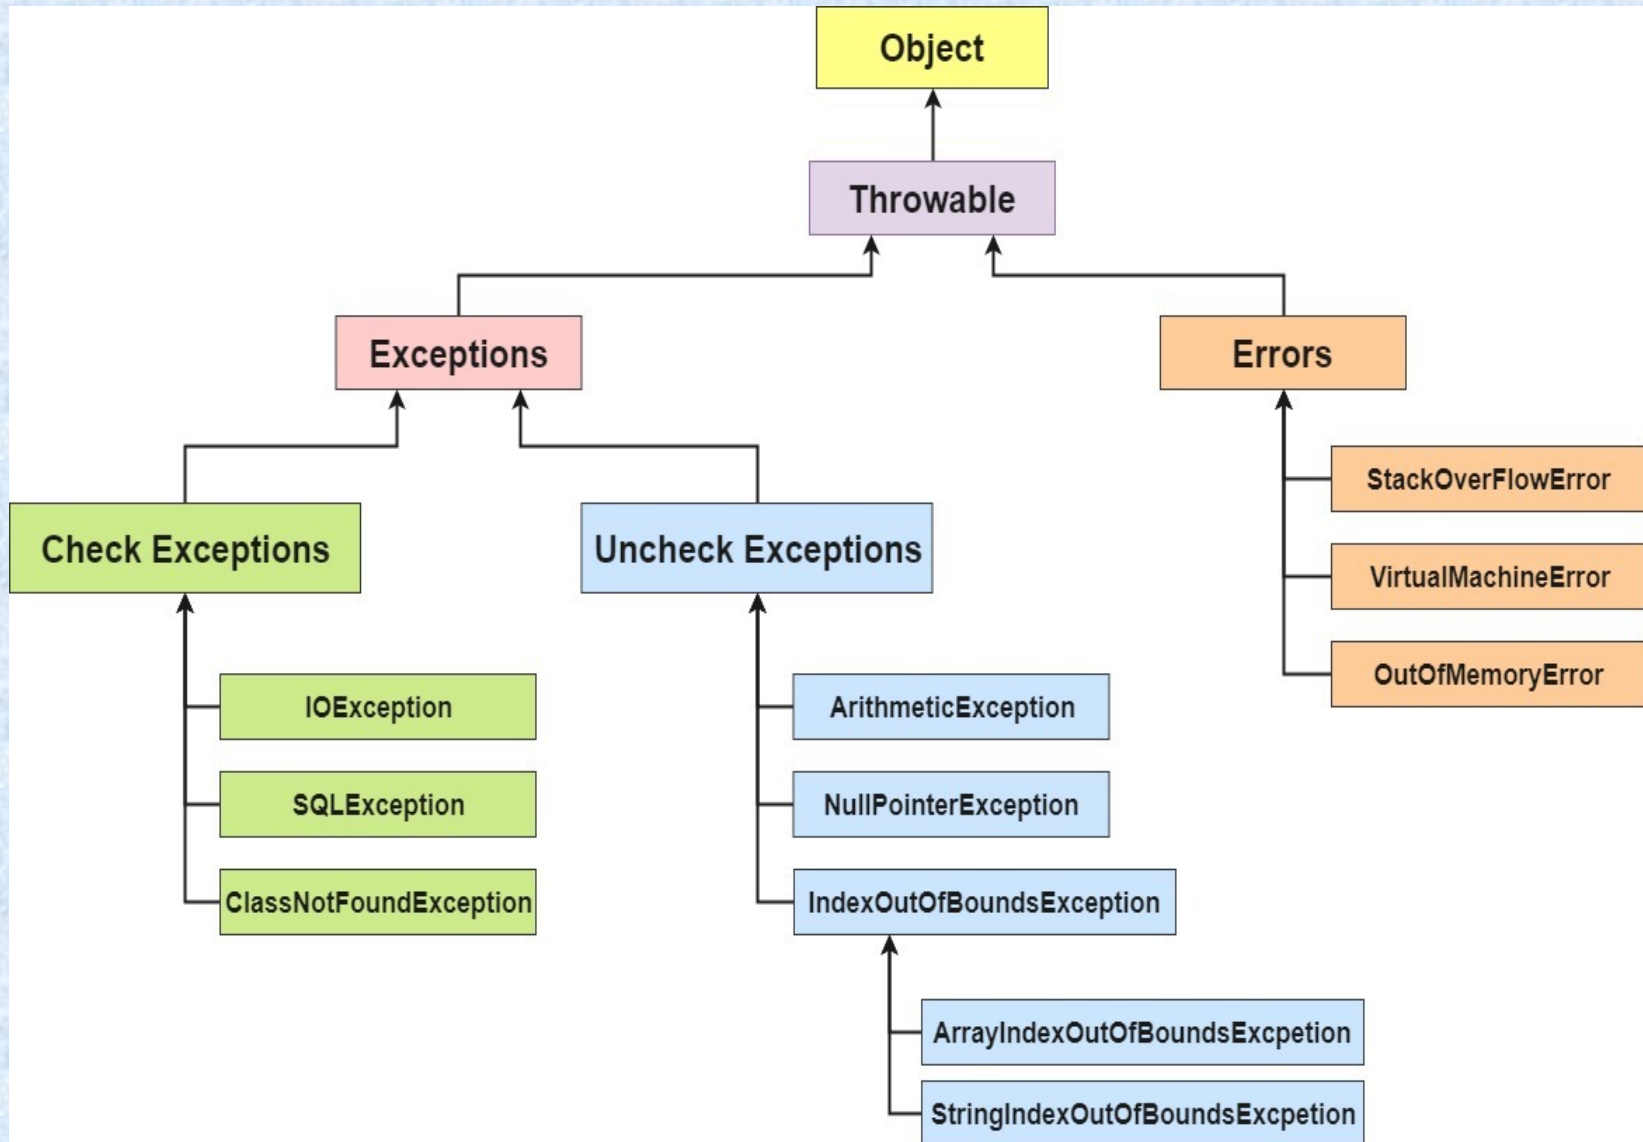 Object
Throwable
Exceptions
Errors
Check Exceptions
Uncheck Exceptions
StackOverFlowError
VirtualMachineError
OutOfMemoryError
IOException
SQLException
ClassNotFoundException
ArithmeticException
NullPointerException
IndexOutOfBoundsException
ArrayIndexOutOfBoundsExcpetion
StringIndexOutOfBoundsExcpetion